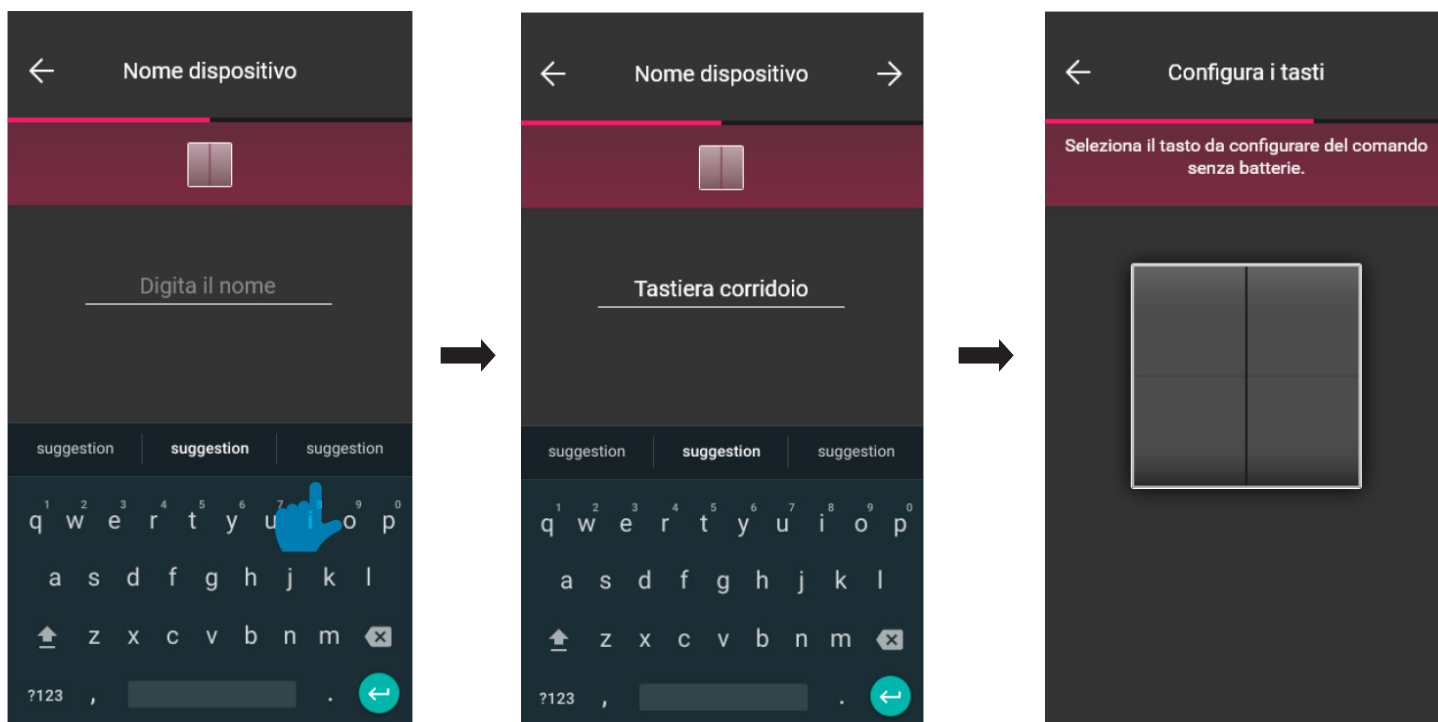 Nome dispositivo
Digita il nome
suggestion suggestion suggestion
1 2 3 4 5 6 7 8 9 0
q w e r t y u i o p
a s d f g h j k l
z x c v b n m
?123 , .
Nome dispositivo
Tastiera corridoio
suggestion suggestion suggestion
1 2 3 4 5 6 7 8 9 0
q w e r t y u i o p
a s d f g h j k l
z x c v b n m
?123 , .
Configura i tasti
Seleziona il tasto da configurare del comando
senza batterie.